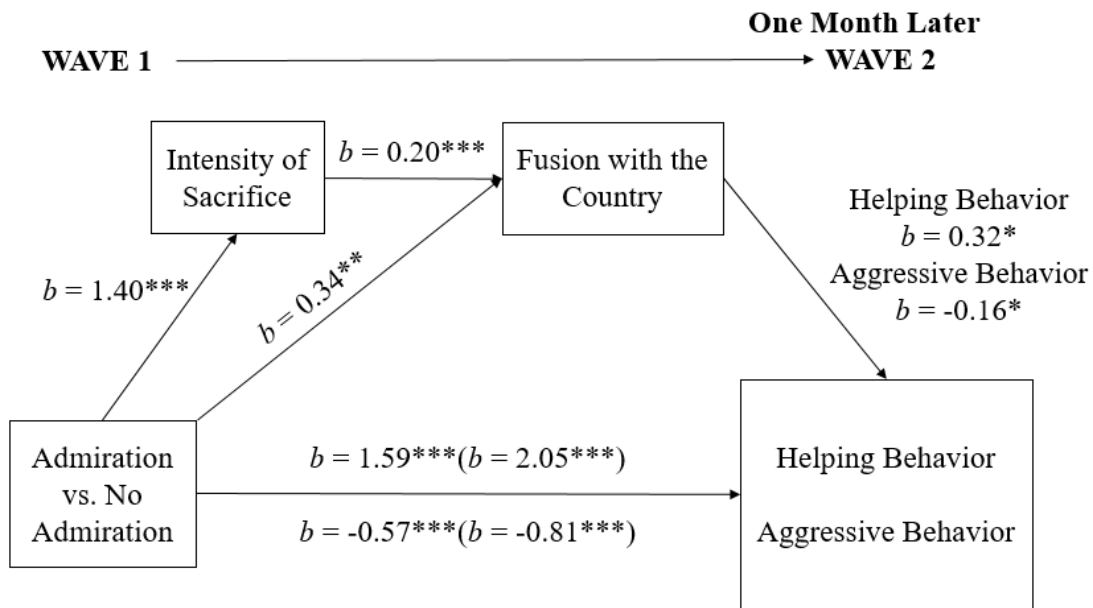 One Month Later
WAVE 1
WAVE 2
Intensity of
Sacrifice
b = 0.20***
Fusion with the
Country
Helping Behavior
b = 0.32*
Aggressive Behavior
b = -0.16*
b = 1.40***
b = 0.34**
Admiration
vs. No
Admiration
b = 1.59***(b = 2.05***)
b = -0.57***(b = -0.81***)
Helping Behavior
Aggressive Behavior